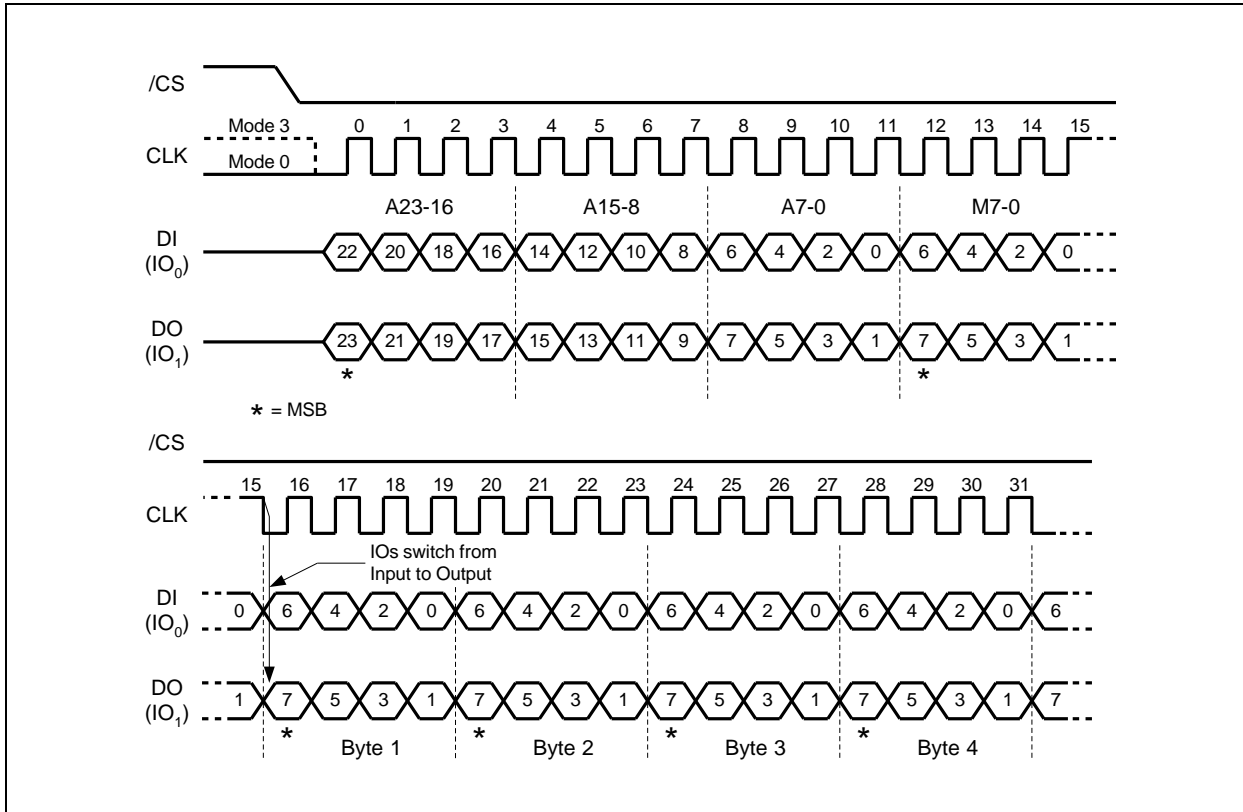 /CS
Mode 3 0 1 2 3 4 5 6 7 8 9 10 11 12 13 14 15
CLK
Mode 0
A23-16 A15-8 A7-0 M7-0
DI
(IO0) 22 20 18 16 14 12 10 8 6 4 2 0 6 4 2 0
DO
(IO1) 23 21 19 17 15 13 11 9 7 5 3 1 7 5 3 1
* *
* = MSB
/CS
15 16 17 18 19 20 21 22 23 24 25 26 27 28 29 30 31
CLK
IOs switch from
Input to Output
DI
(IO0) 0 6 4 2 0 6 4 2 0 6 4 2 0 6 4 2 0 6
DO
(IO1) 1 7 5 3 1 7 5 3 1 7 5 3 1 7 5 3 1 7
* * * *
Byte 1 Byte 2 Byte 3 Byte 4